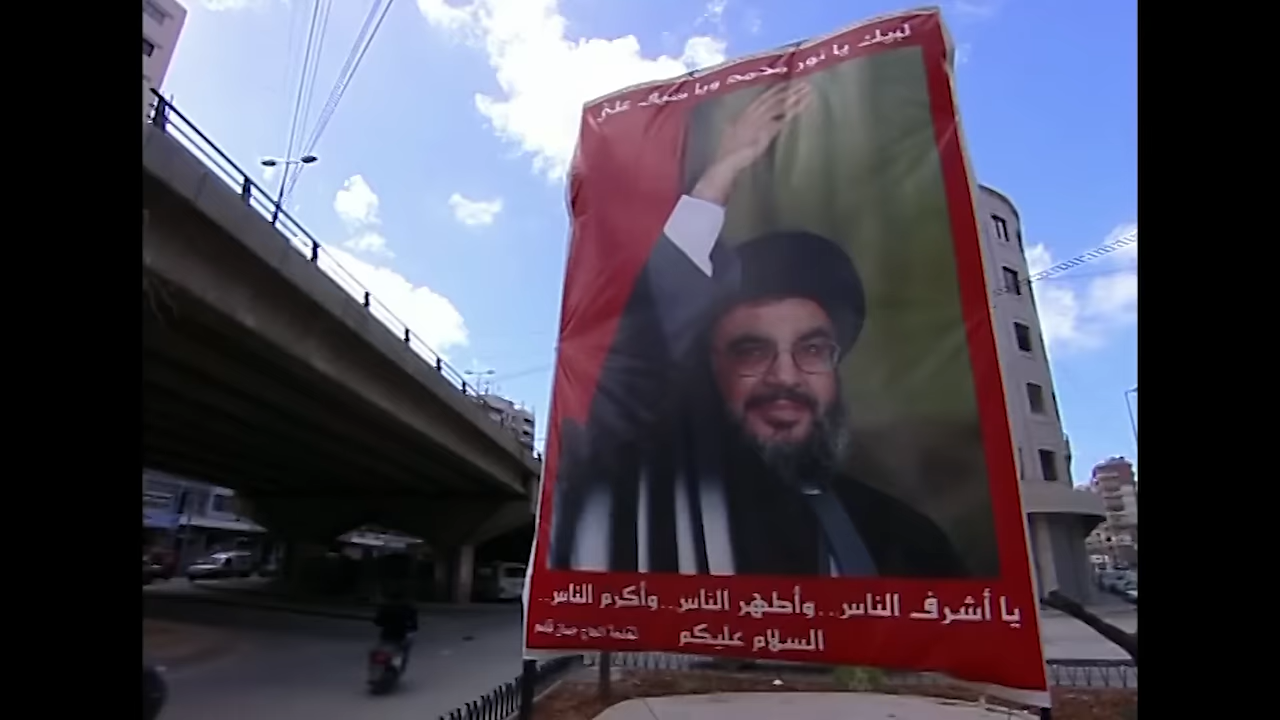 لبيك يا نور محمد ويا سيف علي
يا أشرف الناس..وأطهر الناس..وأكرم الناس..
السلام عليكم